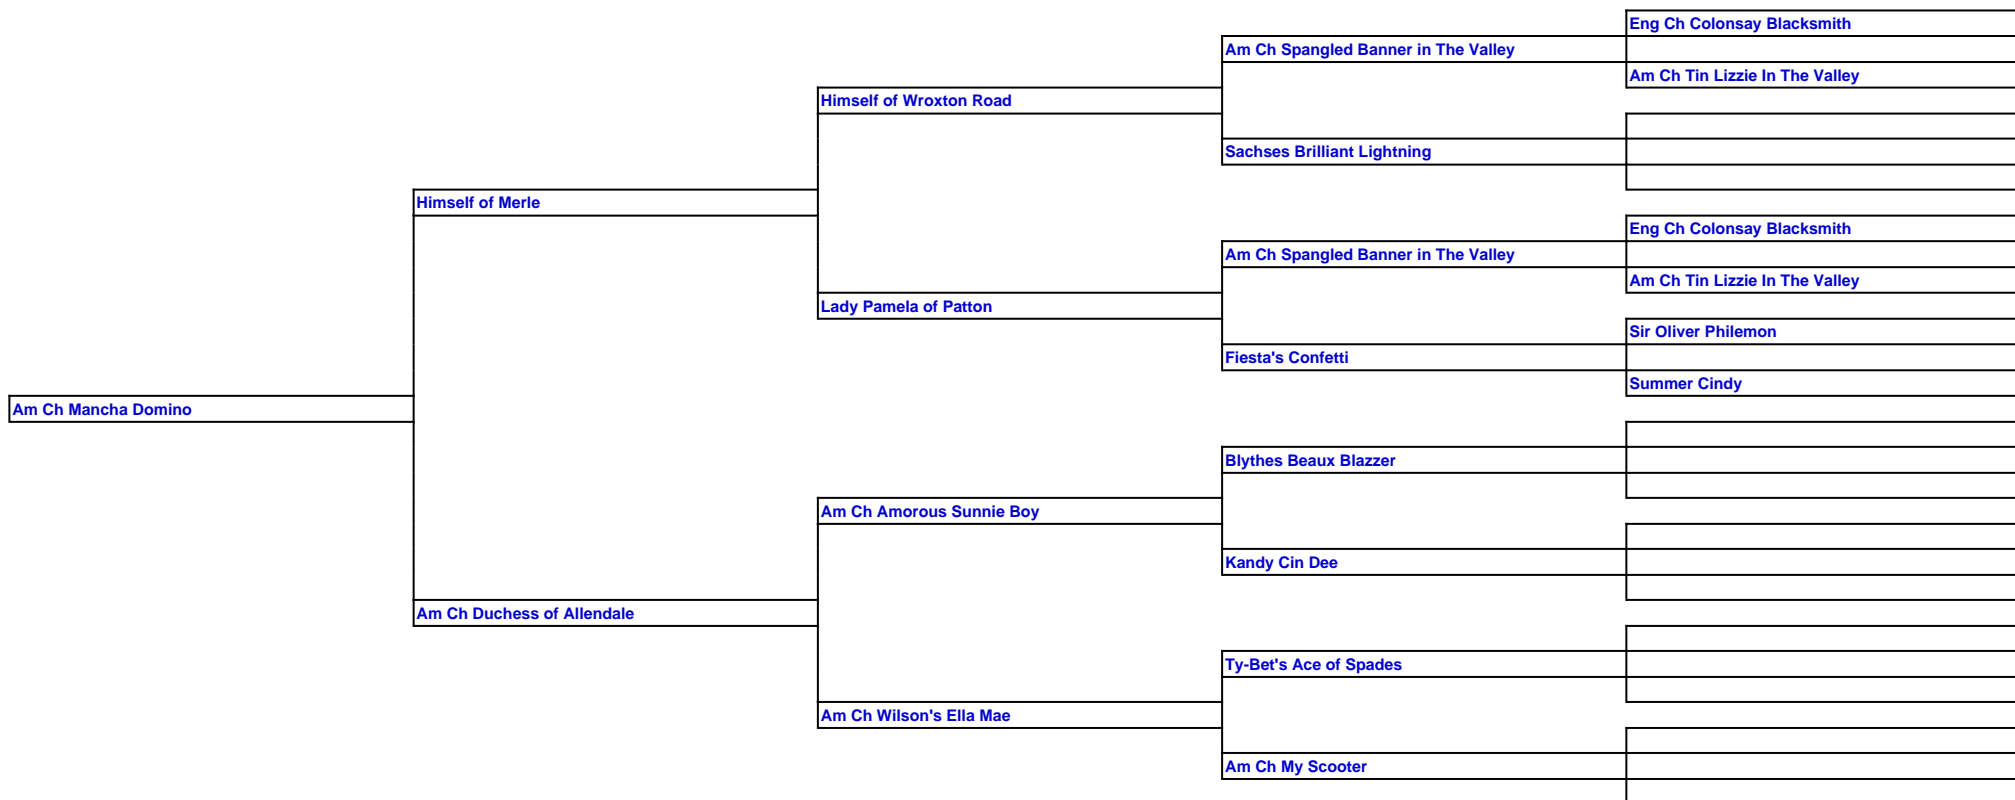 Eng Ch Colonsay Blacksmith
Am Ch Spangled Banner in The Valley
Am Ch Tin Lizzie In The Valley
Himself of Wroxton Road
Sachses Brilliant Lightning
Himself of Merle
Eng Ch Colonsay Blacksmith
Am Ch Spangled Banner in The Valley
Am Ch Tin Lizzie In The Valley
Lady Pamela of Patton
Sir Oliver Philemon
Fiesta's Confetti
Summer Cindy
Am Ch Mancha Domino
Blythes Beaux Blazzer
Am Ch Amorous Sunnie Boy
Kandy Cin Dee
Am Ch Duchess of Allendale
Ty-Bet's Ace of Spades
Am Ch Wilson's Ella Mae
Am Ch My Scooter